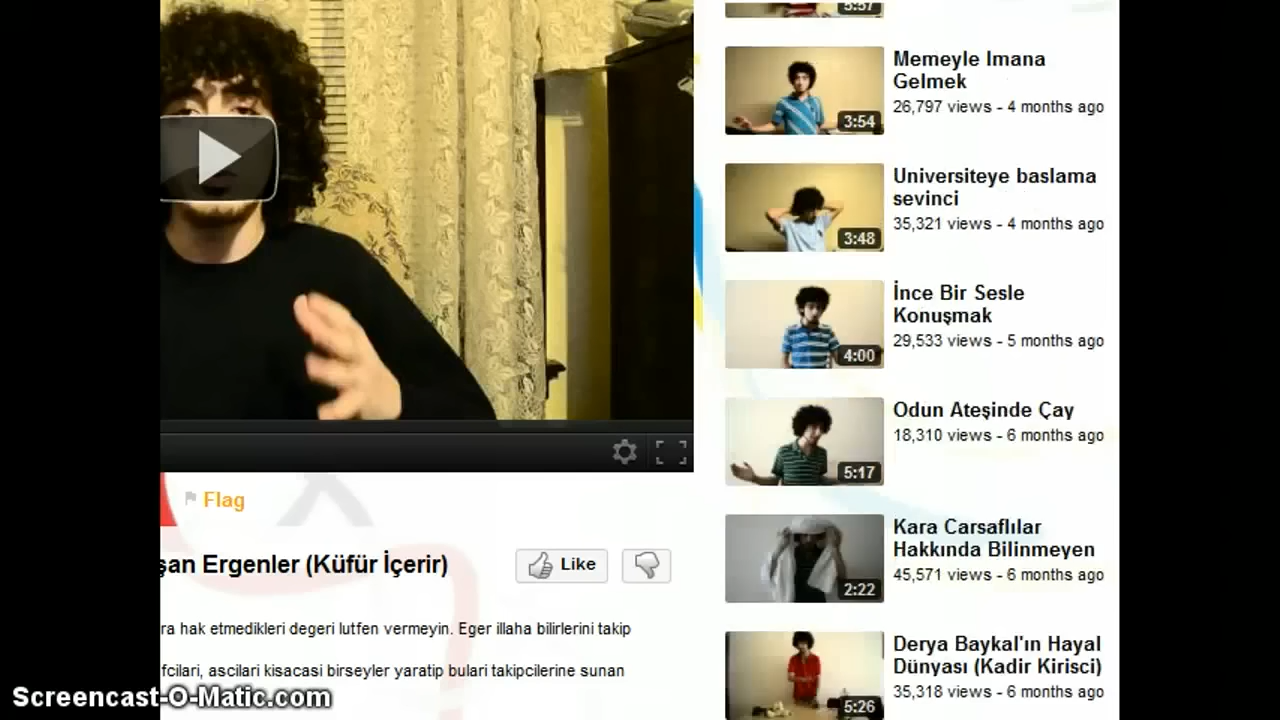 5:57
Memeyle Imana
Gelmek
26,797 views - 4 months ago
3:54
Universiteye baslama
sevinci
35,321 views - 4 months ago
3:48
İnce Bir Sesle
Konuşmak
29,533 views - 5 months ago
4:00
Odun Ateşinde Çay
18,310 views - 6 months ago
5:17
Kara Carsaflılar
Hakkında Bilinmeyen
45,571 views - 6 months ago
2:22
Derya Baykal'ın Hayal
Dünyası (Kadir Kirisci)
35,318 views - 6 months ago
5:26
Flag
şan Ergenler (Küfür İçerir)
Like
ra hak etmedikleri degeri lutfen vermeyin. Eger illaha bilirlerini takip
fcilari, ascilari kisacasi birseyler yaratip bulari takipcilerine sunan
Screencast-O-Matic.com